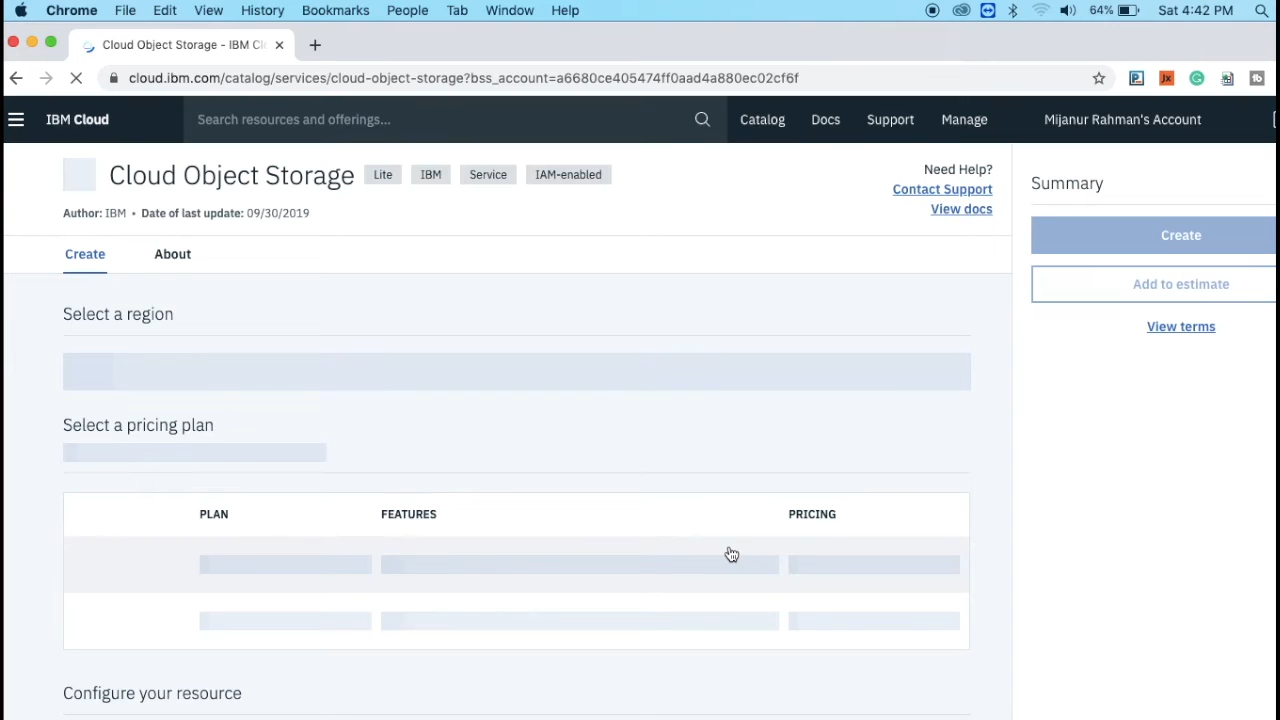 Chrome File Edit View History Bookmarks People Tab Window Help 64% Sat 4:42 PM
Cloud Object Storage - IBM Cl
cloud.ibm.com/catalog/services/cloud-object-storage?bss_account=a6680ce405474ff0aad4a880ec02cf6f
IBM Cloud Search resources and offerings... Catalog Docs Support Manage Mijanur Rahman's Account
Cloud Object Storage Lite IBM Service IAM-enabled
Author: IBM • Date of last update: 09/30/2019
Need Help?
Contact Support
View docs
Summary
Create
Add to estimate
View terms
Create About
Select a region
Select a pricing plan
PLAN FEATURES PRICING
Configure your resource